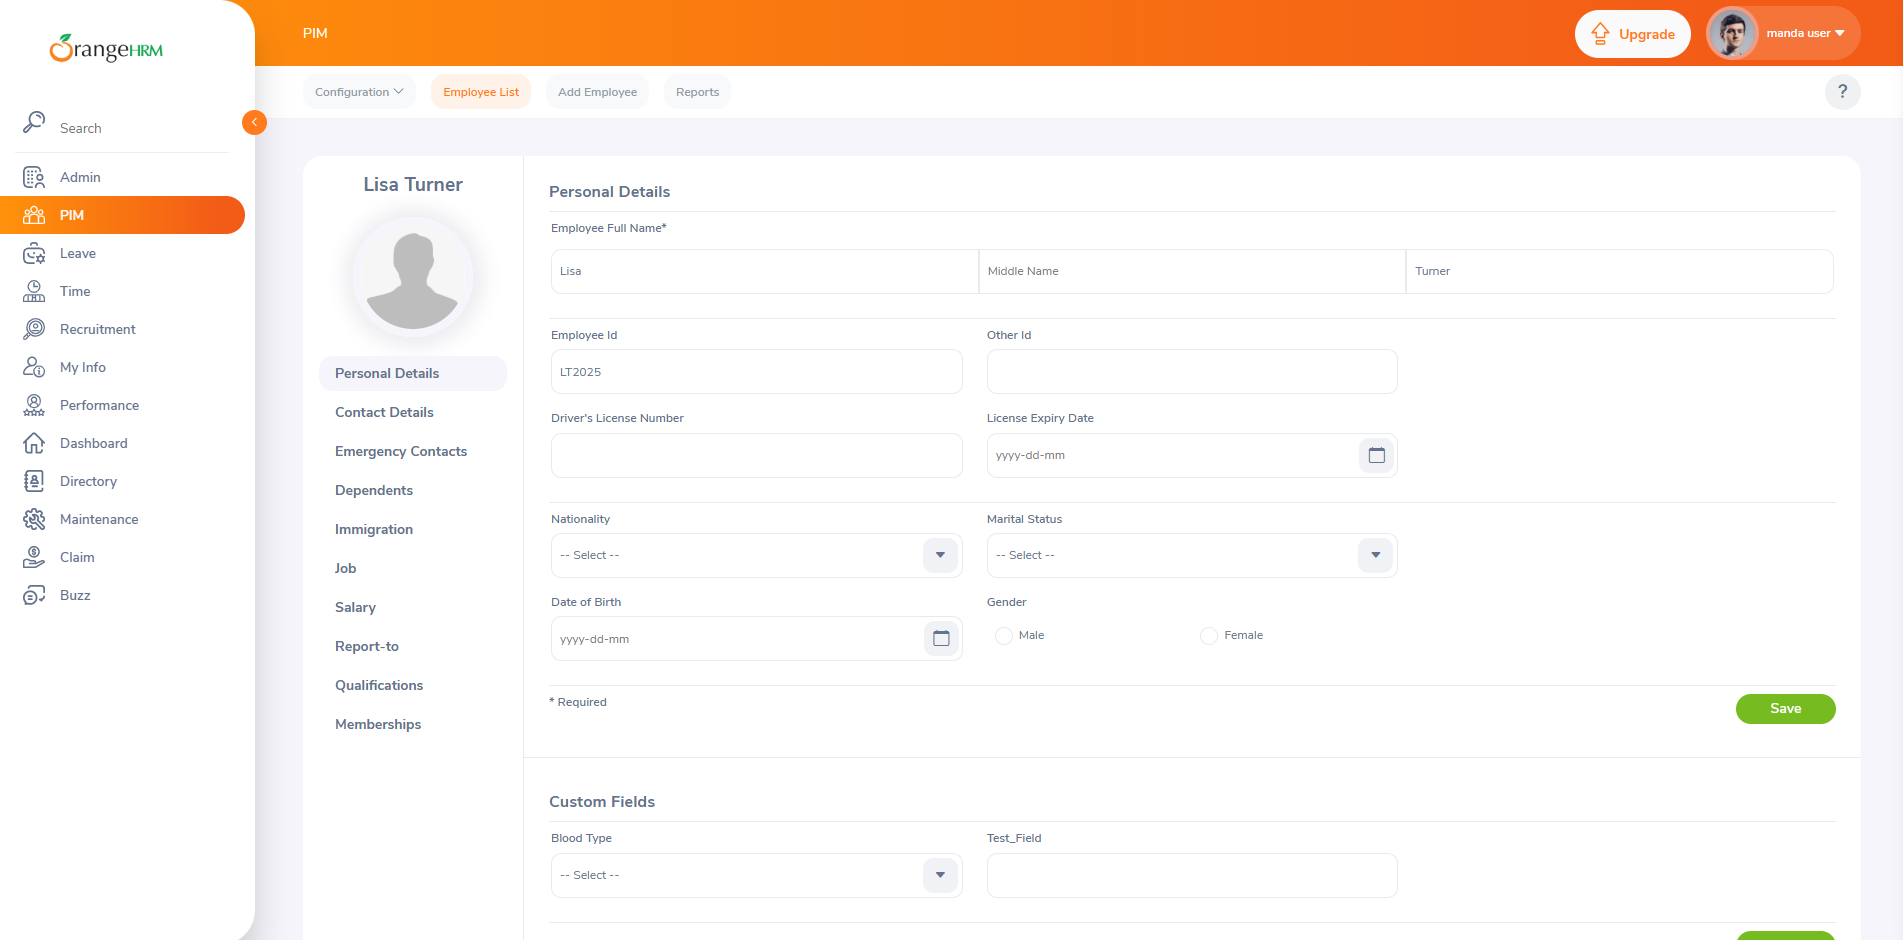 OrangeHRM
PIM
Upgrade
manda user
Configuration
Employee List
Add Employee
Reports
?
Search
Admin
PIM
Leave
Time
Recruitment
My Info
Performance
Dashboard
Directory
Maintenance
Claim
Buzz
Lisa Turner
Personal Details
Contact Details
Emergency Contacts
Dependents
Immigration
Job
Salary
Report-to
Qualifications
Memberships
Personal Details
Employee Full Name*
Lisa Middle Name Turner
Employee Id Other Id
LT2025
Driver's License Number License Expiry Date
yyyy-dd-mm
Nationality Marital Status
-- Select -- -- Select --
Date of Birth Gender
yyyy-dd-mm Male Female
* Required
Save
Custom Fields
Blood Type Test_Field
-- Select --